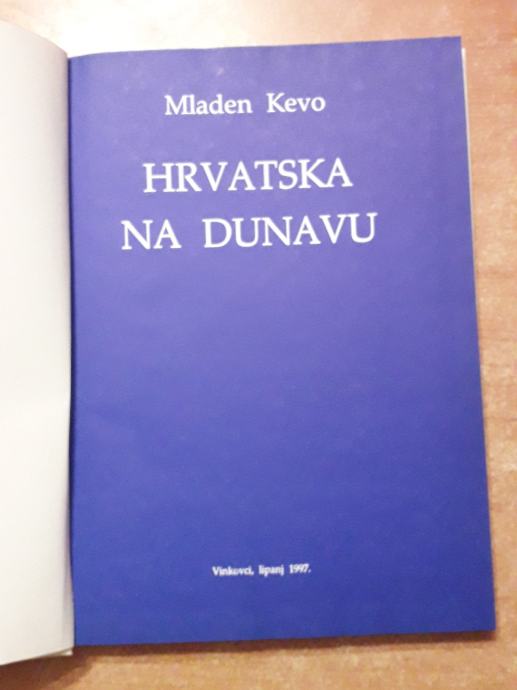 Mladen Kevo
HRVATSKA
NA DUNAVU
Vinkovci, lipanj 1997.